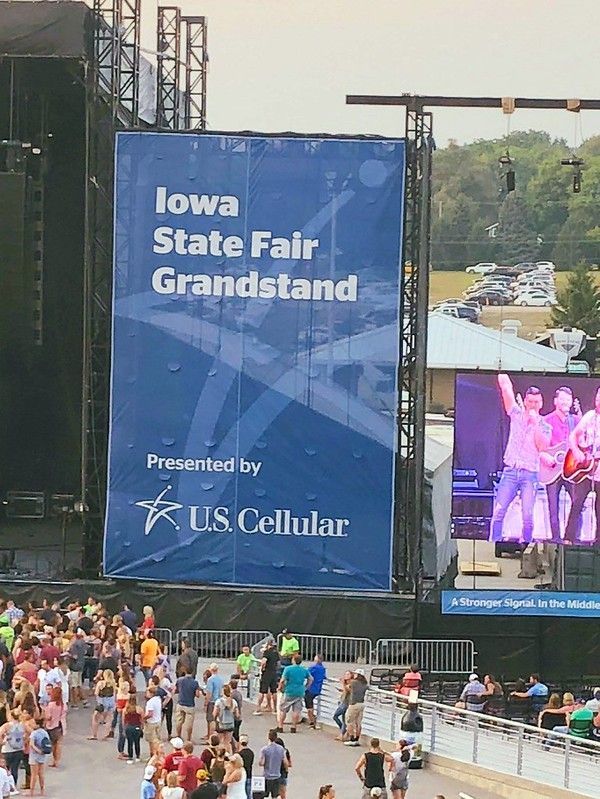 Iowa
State Fair
Grandstand
Presented by
U.S. Cellular
A Stronger Signal. In the Middle